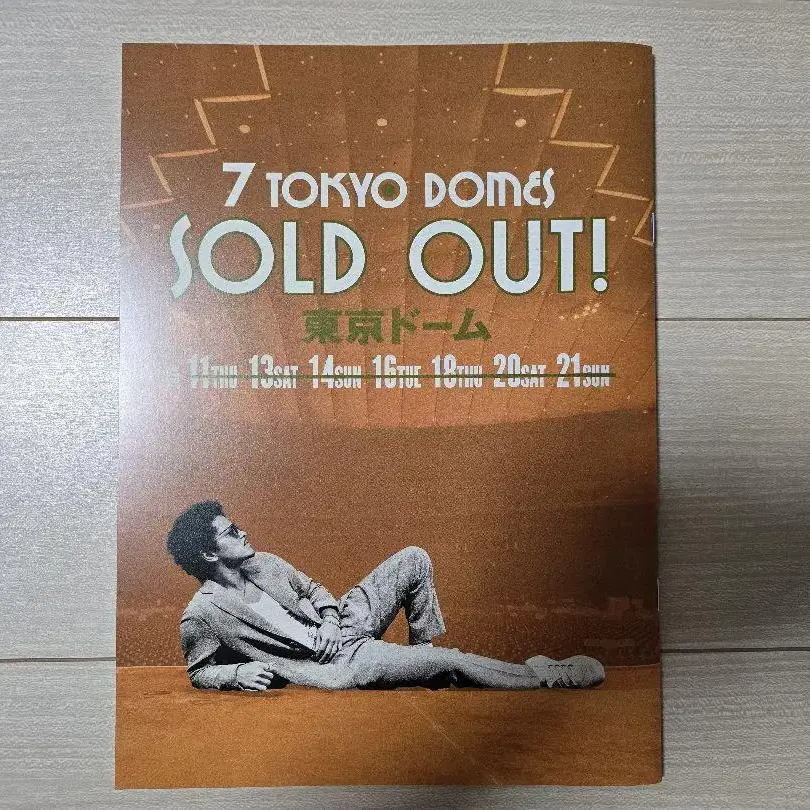 7 TOKYO DOMES
SOLD OUT!
東京ドーム
11THU 13SAT 14SUN 16TUE 18THU 20SAT 21SUN